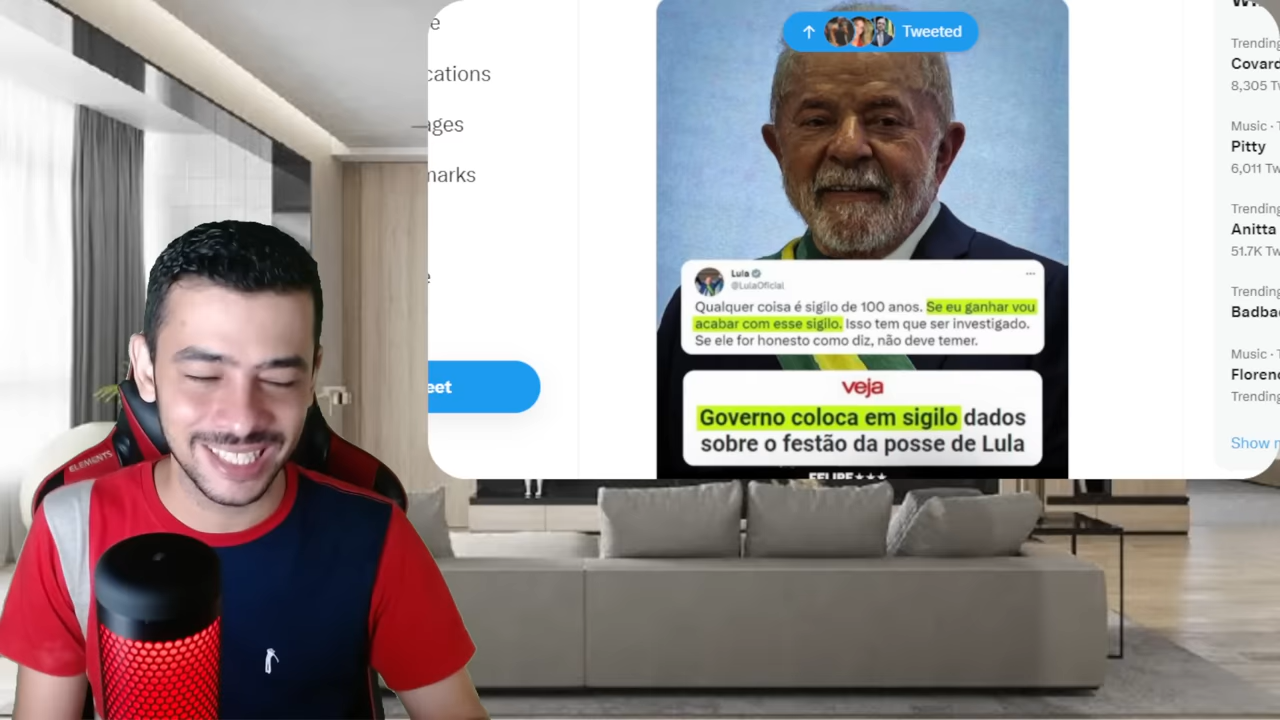 e
cations
ages
marks
e
eet
Tweeted
Lula
@LulaOficial
Qualquer coisa é sigilo de 100 anos. Se eu ganhar vou
acabar com esse sigilo. Isso tem que ser investigado.
Se ele for honesto como diz, não deve temer.
veja
Governo coloca em sigilo dados
sobre o festão da posse de Lula
FELIPE★★★
Trending
Covard
8,305 Tw
Music · T
Pitty
6,011 Tw
Trending
Anitta
51.7K Tw
Trending
Badbad
Music · T
Florenc
Trending
Show m
ELEMENTS